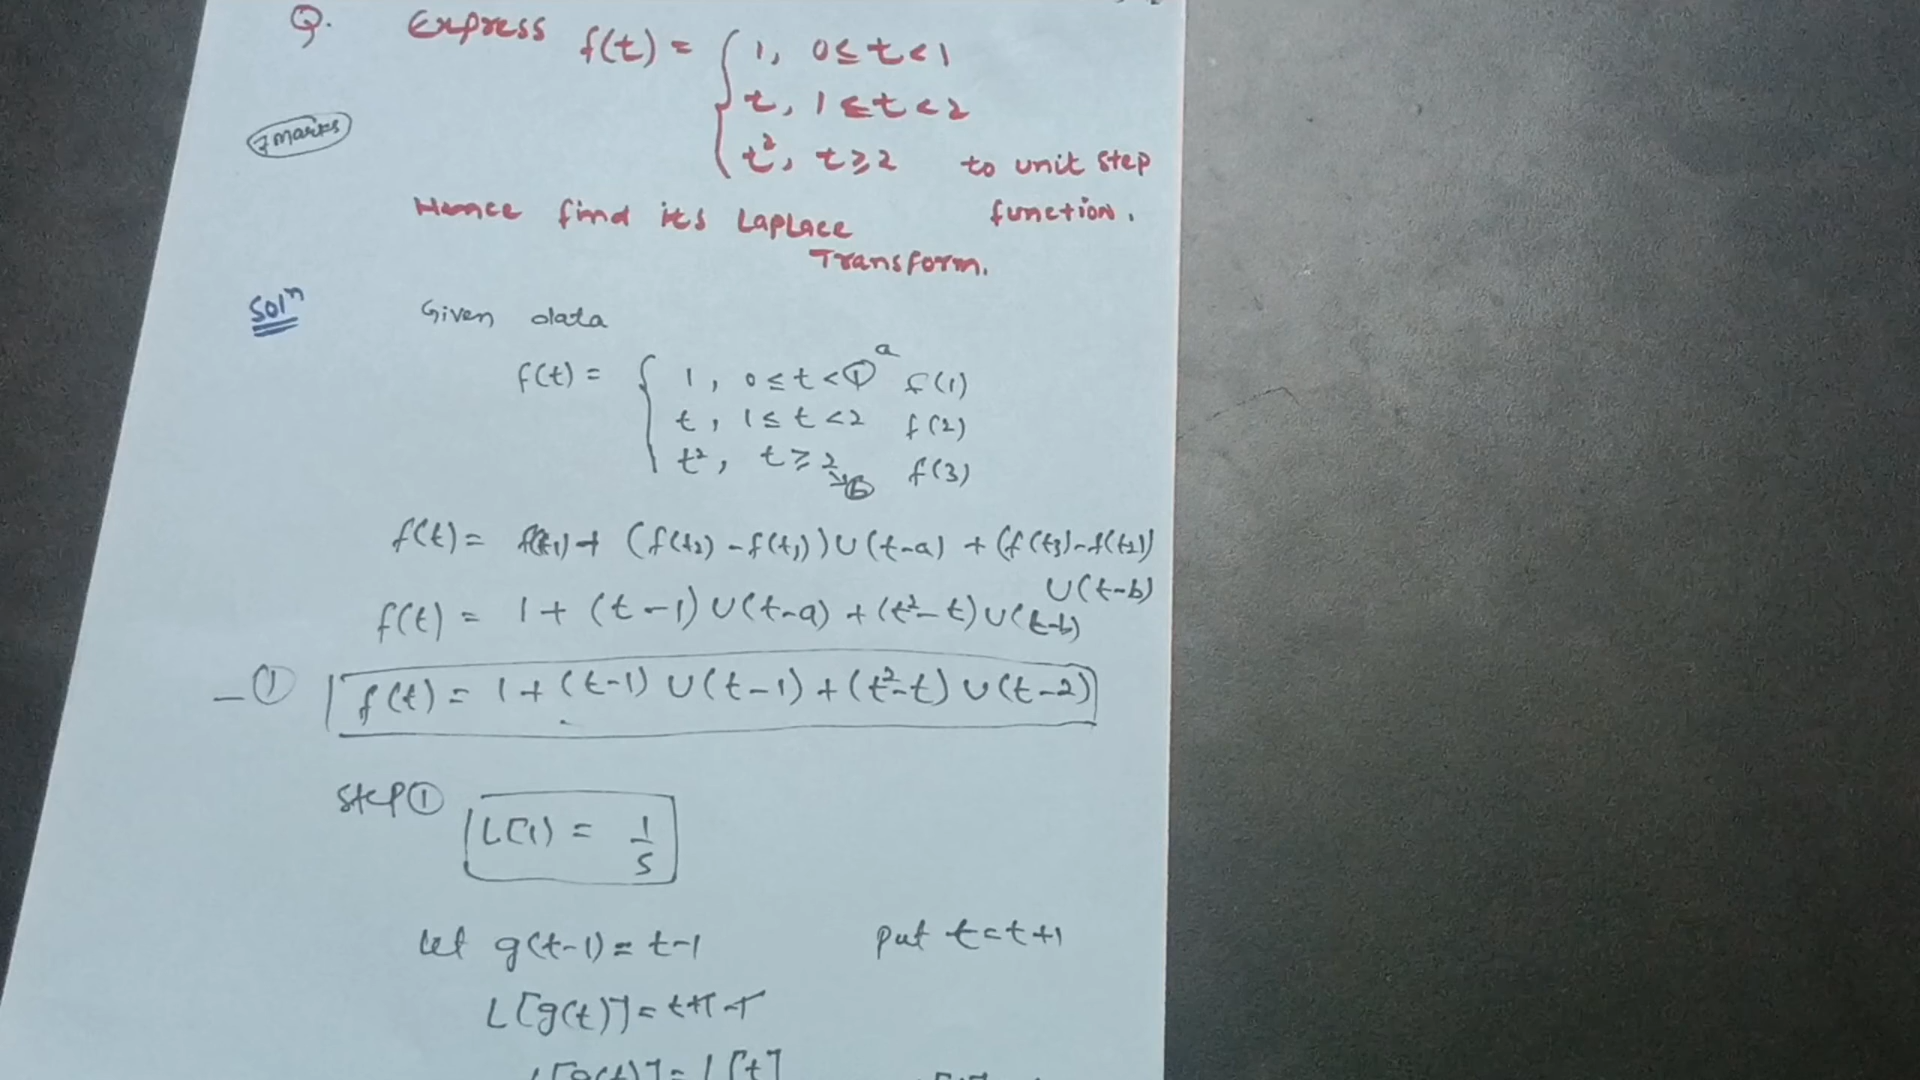 Q. Express f(t) = { 1, 0≤t<1
t, 1≤t<2
7 marks
t², t≥2 to unit step
function.
Hence find its Laplace
Transform.
Solⁿ
Given data
f(t) = { 1, 0≤t<① a f(1)
t, 1≤t<2 f(2)
t², t≥2 → b f(3)
f(t) = f(t₁)+ (f(t₂) - f(t₁))U(t-a) + (f(t₃)-f(t₂))
U(t-b)
f(t) = 1+ (t-1)U(t-a) + (t²-t)U(t-b)
-① f(t) = 1+(t-1) U(t-1)+(t²-t) U(t-2)
Step ①
L(1) = 1/s
let g(t-1) = t-1 put t=t+1
L[g(t)] = t+1-1
L[g(t)] = L[t]